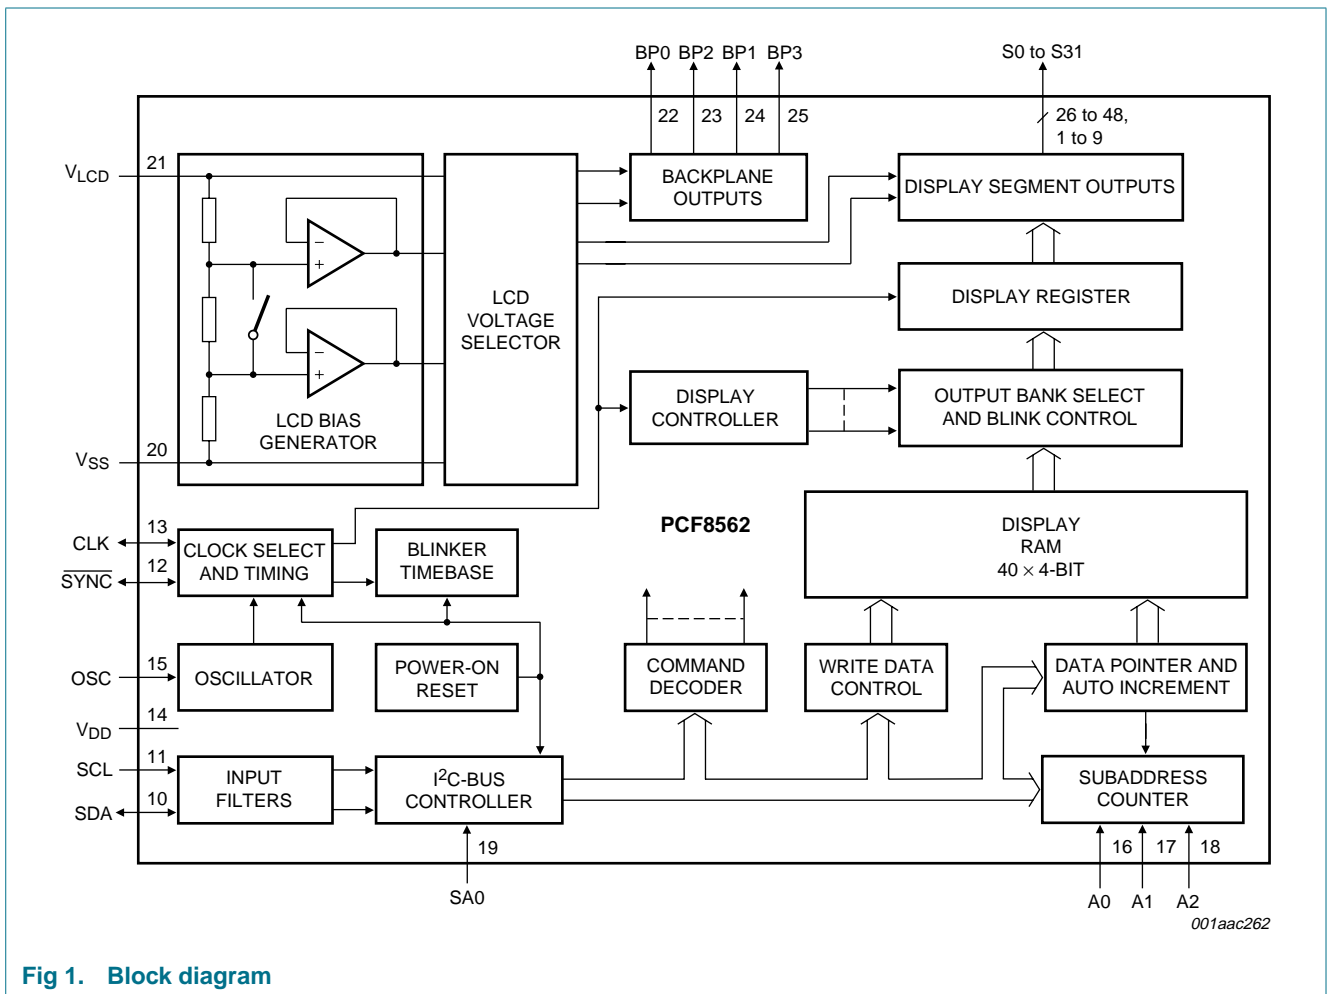 BP0 BP2 BP1 BP3
S0 to S31
22 23 24 25
26 to 48,
1 to 9
VLCD
21
BACKPLANE
OUTPUTS
DISPLAY SEGMENT OUTPUTS
−
+
LCD
VOLTAGE
SELECTOR
DISPLAY REGISTER
−
+
LCD BIAS
GENERATOR
DISPLAY
CONTROLLER
OUTPUT BANK SELECT
AND BLINK CONTROL
VSS
20
PCF8562
DISPLAY
RAM
40 × 4-BIT
CLK
13
SYNC
12
CLOCK SELECT
AND TIMING
BLINKER
TIMEBASE
OSC
15
OSCILLATOR
POWER-ON
RESET
COMMAND
DECODER
WRITE DATA
CONTROL
DATA POINTER AND
AUTO INCREMENT
VDD
14
SCL
11
SDA
10
INPUT
FILTERS
I2C-BUS
CONTROLLER
SUBADDRESS
COUNTER
19
16 17 18
SA0
A0 A1 A2
001aac262
Fig 1. Block diagram